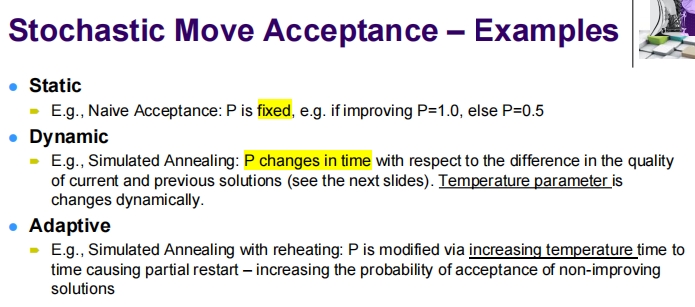 Stochastic Move Acceptance – Examples
Static
E.g., Naive Acceptance: P is fixed, e.g. if improving P=1.0, else P=0.5
Dynamic
E.g., Simulated Annealing: P changes in time with respect to the difference in the quality
of current and previous solutions (see the next slides). Temperature parameter is
changes dynamically.
Adaptive
E.g., Simulated Annealing with reheating: P is modified via increasing temperature time to
time causing partial restart – increasing the probability of acceptance of non-improving
solutions